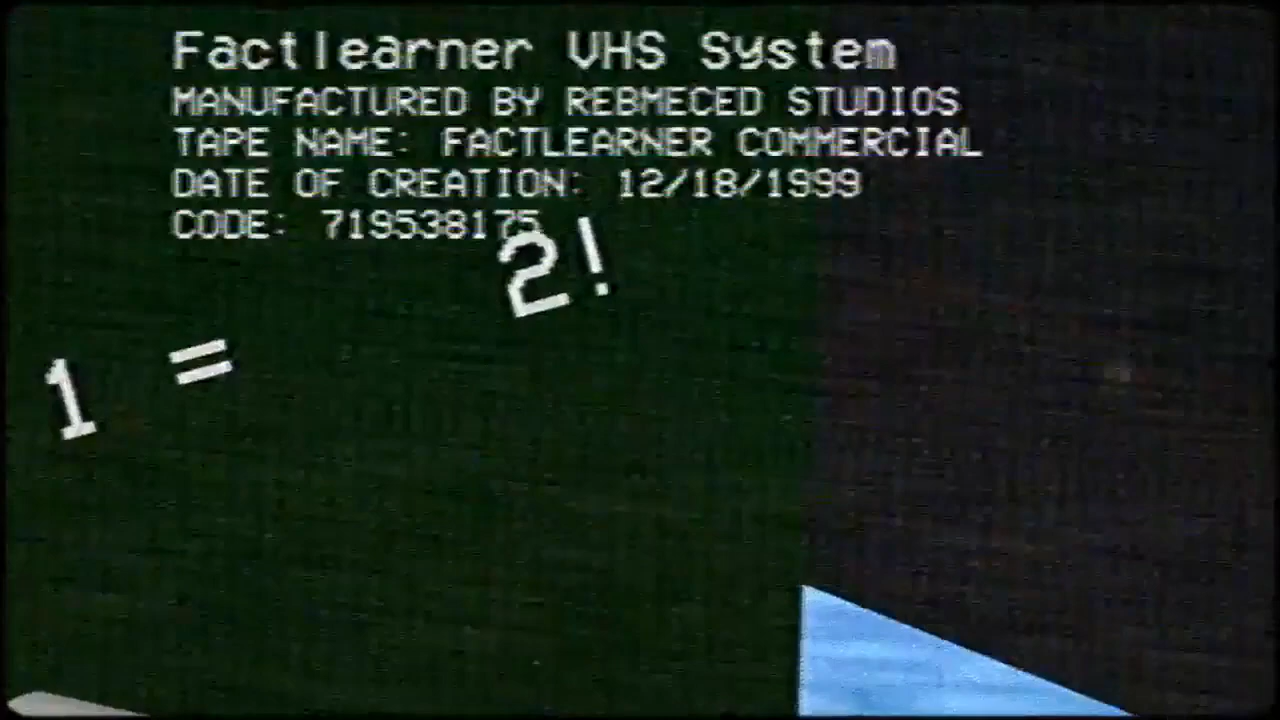 Factlearner VHS System
MANUFACTURED BY REBMECED STUDIOS
TAPE NAME: FACTLEARNER COMMERCIAL
DATE OF CREATION: 12/18/1999
CODE: 719538175
1 = 2!